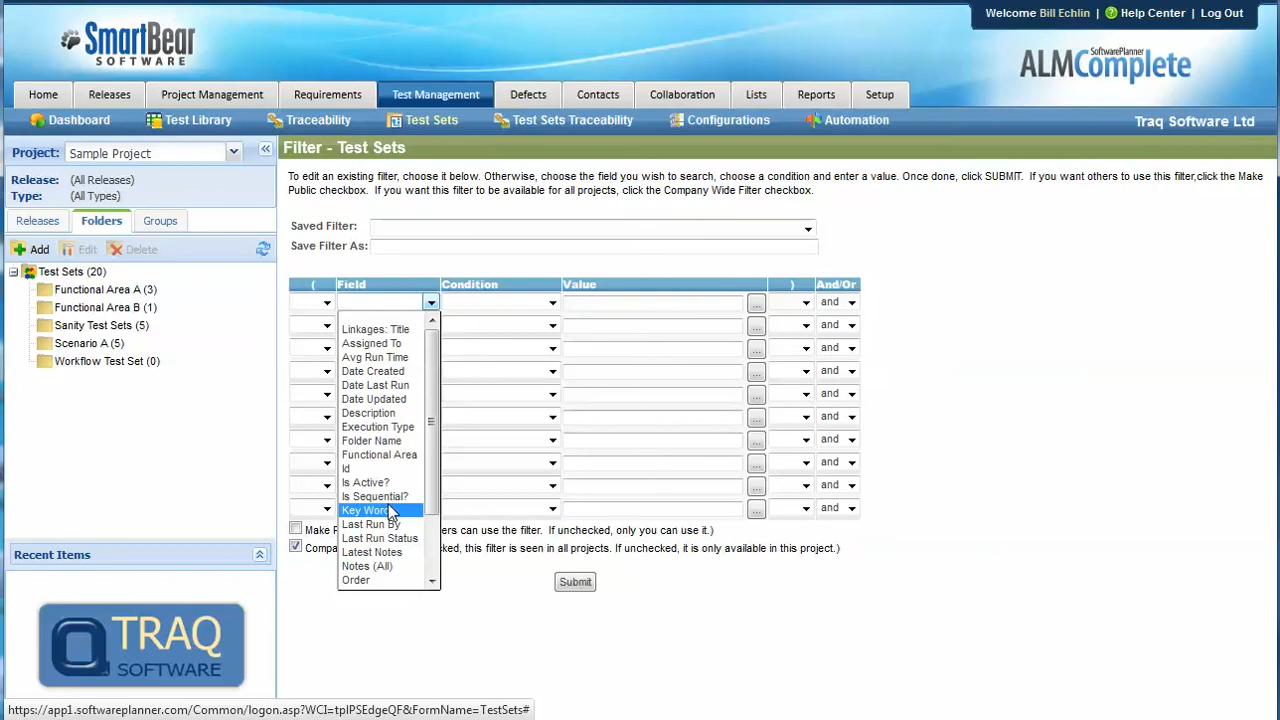 Welcome Bill Echlin | Help Center | Log Out
SmartBear
SOFTWARE
SOFTWAREPLANNER
ALMComplete
Home Releases Project Management Requirements Test Management Defects Contacts Collaboration Lists Reports Setup
Dashboard Test Library Traceability Test Sets Test Sets Traceability Configurations Automation Traq Software Ltd
Project: Sample Project
Release: (All Releases)
Type: (All Types)
Releases Folders Groups
Add Edit Delete
Test Sets (20)
Functional Area A (3)
Functional Area B (1)
Sanity Test Sets (5)
Scenario A (5)
Workflow Test Set (0)
Recent Items
TRAQ
SOFTWARE
Filter - Test Sets
To edit an existing filter, choose it below. Otherwise, choose the field you wish to search, choose a condition and enter a value. Once done, click SUBMIT. If you want others to use this filter,click the Make
Public checkbox. If you want this filter to be available for all projects, click the Company Wide Filter checkbox.
Saved Filter:
Save Filter As:
( Field Condition Value ) And/Or
... and
... and
... and
... and
... and
... and
... and
... and
... and
... and
Linkages: Title
Assigned To
Avg Run Time
Date Created
Date Last Run
Date Updated
Description
Execution Type
Folder Name
Functional Area
Id
Is Active?
Is Sequential?
Key Word
Last Run By
Last Run Status
Latest Notes
Notes (All)
Order
Make can use the filter. If unchecked, only you can use it.)
Compa this filter is seen in all projects. If unchecked, it is only available in this project.)
Submit
https://app1.softwareplanner.com/Common/logon.asp?WCI=tplPSEdgeQF&FormName=TestSets#